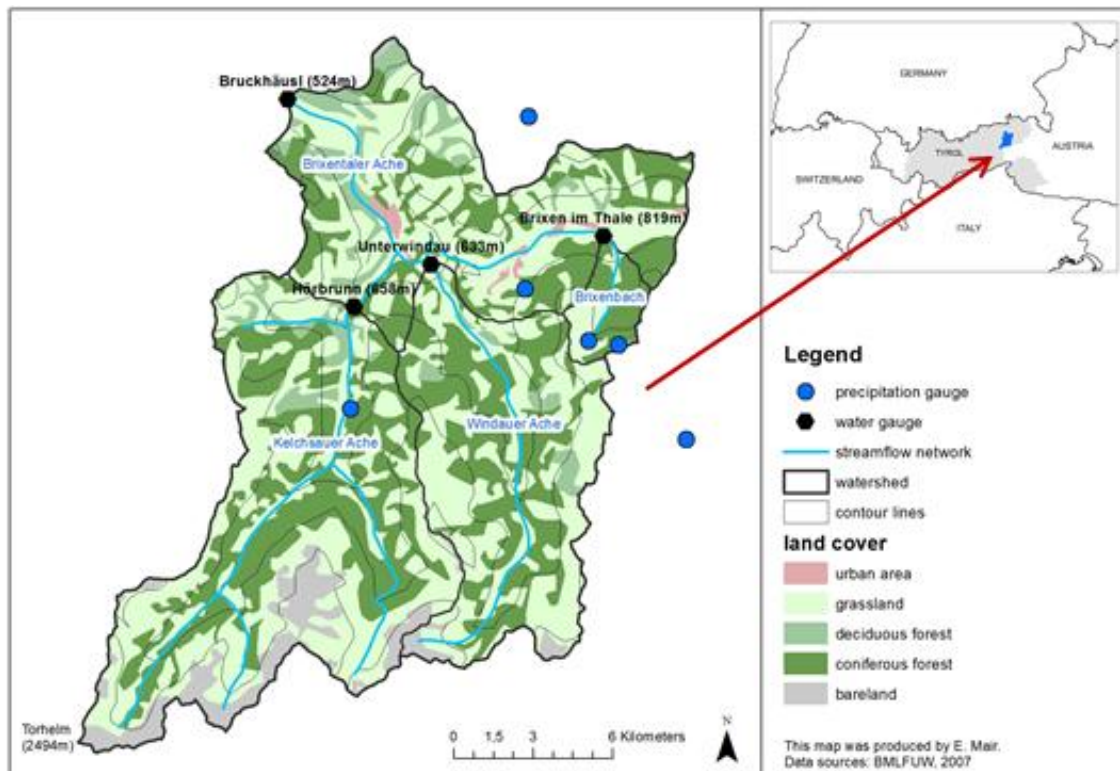 Bruckhäusl (524m)
Brixentaler Ache
Brixen im Thale (819m)
Unterwindau (633m)
Hörbrunn (658m)
Brixenbach
Kelchsauer Ache
Windauer Ache
Torhelm
(2494m)
0 1,5 3 6 Kilometers
N
GERMANY
TYROL
AUSTRIA
SWITZERLAND
ITALY
Legend
precipitation gauge
water gauge
streamflow network
watershed
contour lines
land cover
urban area
grassland
deciduous forest
coniferous forest
bareland
This map was produced by E. Mair.
Data sources: BMLFUW, 2007